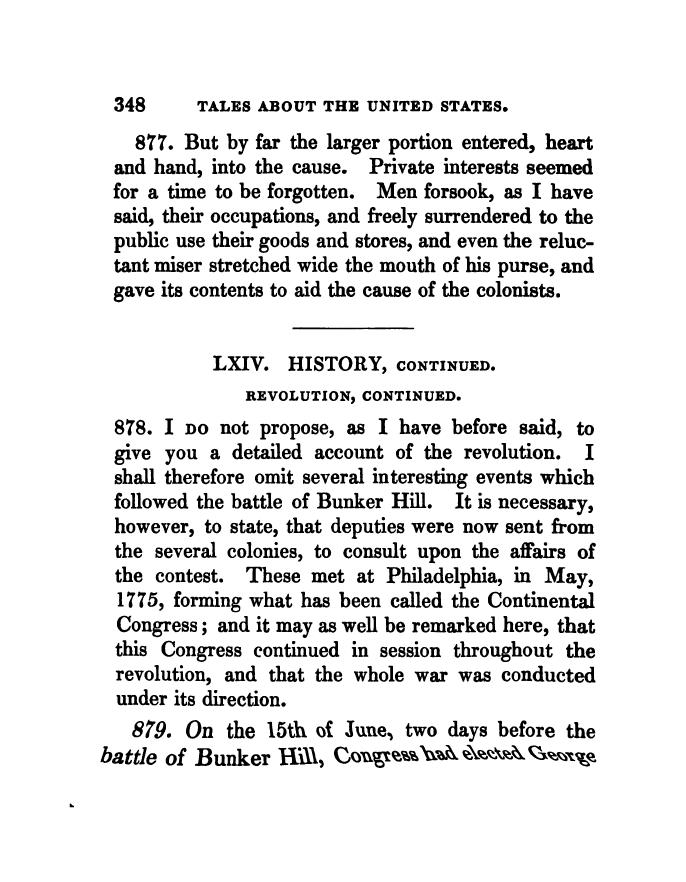 348 TALES ABOUT THE UNITED STATES.
877. But by far the larger portion entered, heart
and hand, into the cause. Private interests seemed
for a time to be forgotten. Men forsook, as I have
said, their occupations, and freely surrendered to the
public use their goods and stores, and even the reluc-
tant miser stretched wide the mouth of his purse, and
gave its contents to aid the cause of the colonists.
LXIV. HISTORY, CONTINUED.
REVOLUTION, CONTINUED.
878. I DO not propose, as I have before said, to
give you a detailed account of the revolution. I
shall therefore omit several interesting events which
followed the battle of Bunker Hill. It is necessary,
however, to state, that deputies were now sent from
the several colonies, to consult upon the affairs of
the contest. These met at Philadelphia, in May,
1775, forming what has been called the Continental
Congress; and it may as well be remarked here, that
this Congress continued in session throughout the
revolution, and that the whole war was conducted
under its direction.
879. On the 15th of June, two days before the
battle of Bunker Hill, Congress had elected George